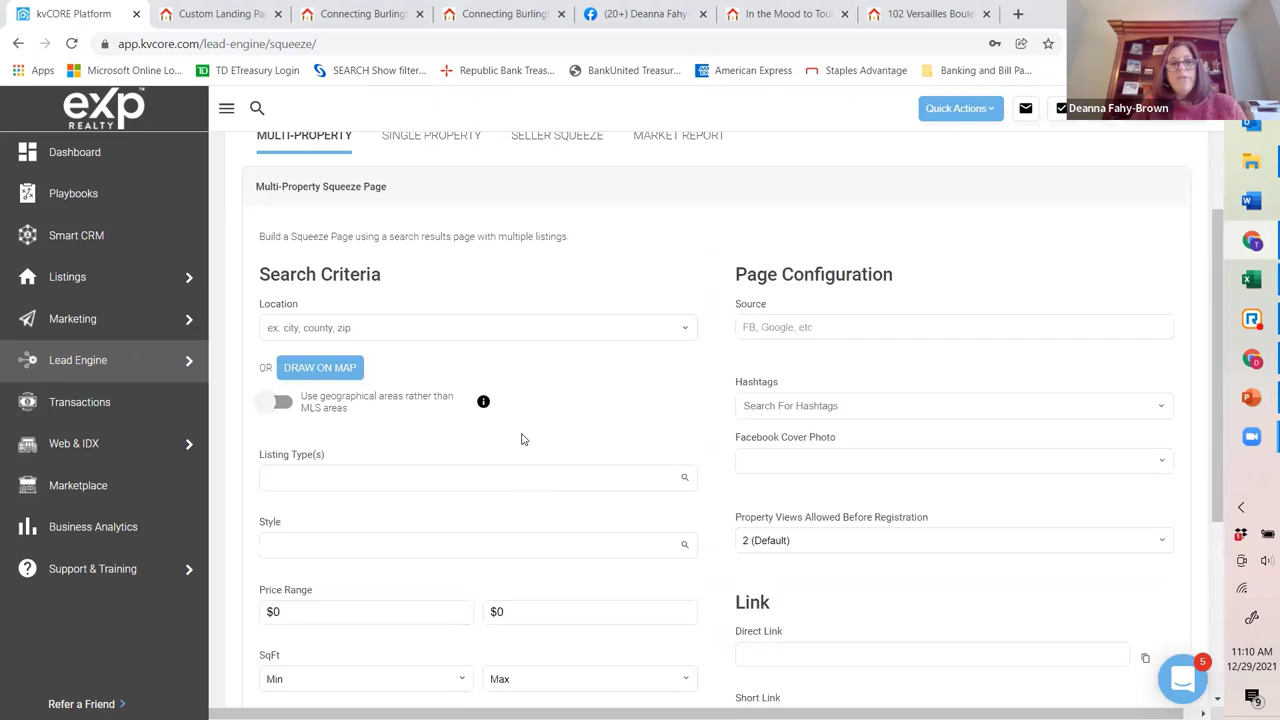 kvCORE Platform
Custom Landing Pa
Connecting Burlingt
Connecting Burlingt
(20+) Deanna Fahy-
In the Mood to Tour
102 Versailles Boule
app.kvcore.com/lead-engine/squeeze/
Apps
Microsoft Online Lo...
TD ETreasury Login
SEARCH Show filter...
Republic Bank Treas...
BankUnited Treasur...
American Express
Staples Advantage
Banking and Bill Pa...
eXp
REALTY
Quick Actions
Deanna Fahy-Brown
Dashboard
Playbooks
Smart CRM
Listings
Marketing
Lead Engine
Transactions
Web & IDX
Marketplace
Business Analytics
Support & Training
Refer a Friend
MULTI-PROPERTY
SINGLE PROPERTY
SELLER SQUEEZE
MARKET REPORT
Multi-Property Squeeze Page
Build a Squeeze Page using a search results page with multiple listings.
Search Criteria
Location
ex. city, county, zip
OR
DRAW ON MAP
Use geographical areas rather than
MLS areas
Listing Type(s)
Style
Price Range
$0
$0
SqFt
Min
Max
Page Configuration
Source
FB, Google, etc
Hashtags
Search For Hashtags
Facebook Cover Photo
Property Views Allowed Before Registration
2 (Default)
Link
Direct Link
Short Link
5
11:10 AM
12/29/2021
9